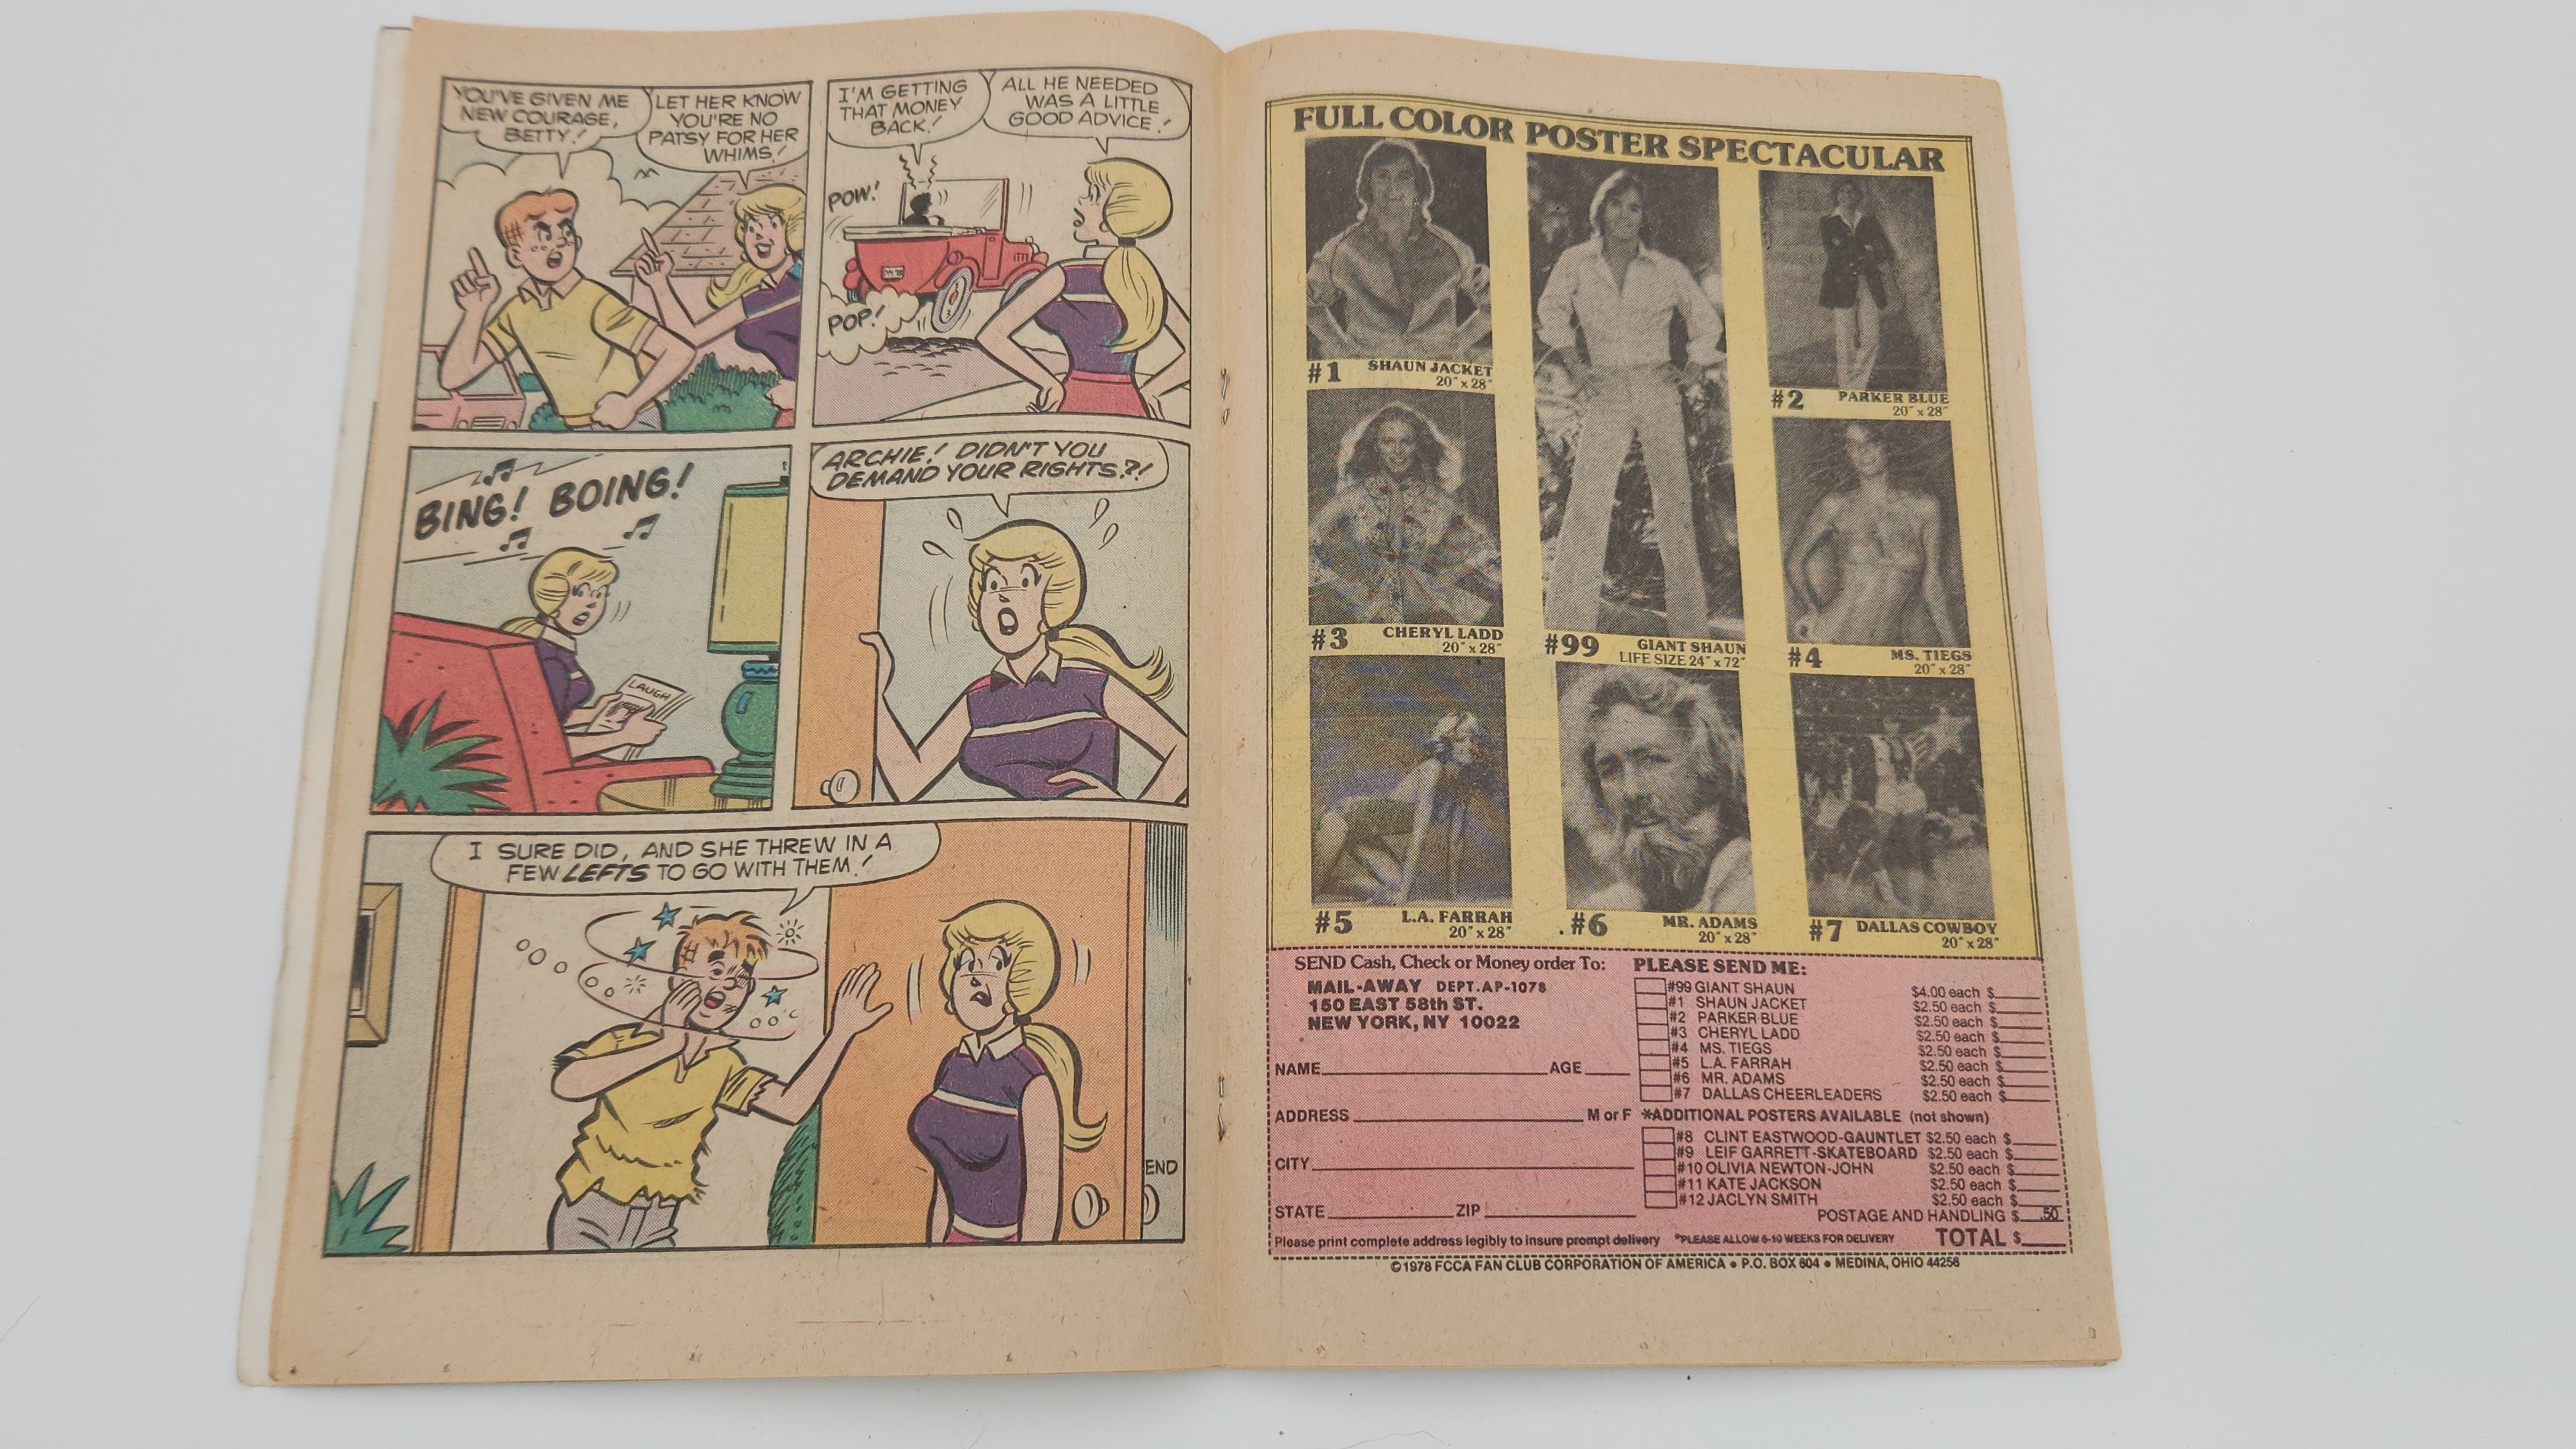 YOU'VE GIVEN ME
NEW COURAGE,
BETTY!
LET HER KNOW
YOU'RE NO
PATSY FOR HER
WHIMS!
I'M GETTING
THAT MONEY
BACK!
ALL HE NEEDED
WAS A LITTLE
GOOD ADVICE!
POW!
POP!
BING! BOING!
LAUGH
ARCHIE! DIDN'T YOU
DEMAND YOUR RIGHTS?!
I SURE DID, AND SHE THREW IN A
FEW LEFTS TO GO WITH THEM!
END
FULL COLOR POSTER SPECTACULAR
#1 SHAUN JACKET
20" x 28"
#2 PARKER BLUE
20" x 28"
#3 CHERYL LADD
20" x 28"
#99 GIANT SHAUN
LIFE SIZE 24" x 72"
#4 MS. TIEGS
20" x 28"
#5 L.A. FARRAH
20" x 28"
#6 MR. ADAMS
20" x 28"
#7 DALLAS COWBOY
20" x 28"
SEND Cash, Check or Money order To:
MAIL-AWAY DEPT. AP-1078
150 EAST 58th ST.
NEW YORK, NY 10022
NAME AGE
ADDRESS M or F
CITY
STATE ZIP
Please print complete address legibly to insure prompt delivery
PLEASE SEND ME:
#99 GIANT SHAUN $4.00 each $
#1 SHAUN JACKET $2.50 each $
#2 PARKER BLUE $2.50 each $
#3 CHERYL LADD $2.50 each $
#4 MS. TIEGS $2.50 each $
#5 L.A. FARRAH $2.50 each $
#6 MR. ADAMS $2.50 each $
#7 DALLAS CHEERLEADERS $2.50 each $
*ADDITIONAL POSTERS AVAILABLE (not shown)
#8 CLINT EASTWOOD-GAUNTLET $2.50 each $
#9 LEIF GARRETT-SKATEBOARD $2.50 each $
#10 OLIVIA NEWTON-JOHN $2.50 each $
#11 KATE JACKSON $2.50 each $
#12 JACLYN SMITH $2.50 each $
POSTAGE AND HANDLING $ .50
*PLEASE ALLOW 6-10 WEEKS FOR DELIVERY TOTAL $
©1978 FCCA FAN CLUB CORPORATION OF AMERICA • P.O. BOX 604 • MEDINA, OHIO 44256